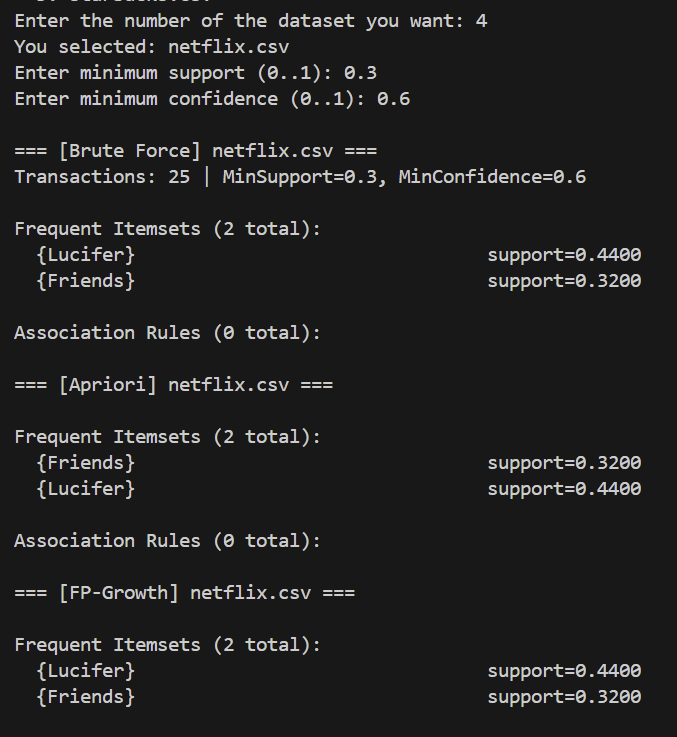 Enter the number of the dataset you want: 4
You selected: netflix.csv
Enter minimum support (0..1): 0.3
Enter minimum confidence (0..1): 0.6
=== [Brute Force] netflix.csv ===
Transactions: 25 | MinSupport=0.3, MinConfidence=0.6
Frequent Itemsets (2 total):
{Lucifer} support=0.4400
{Friends} support=0.3200
Association Rules (0 total):
=== [Apriori] netflix.csv ===
Frequent Itemsets (2 total):
{Friends} support=0.3200
{Lucifer} support=0.4400
Association Rules (0 total):
=== [FP-Growth] netflix.csv ===
Frequent Itemsets (2 total):
{Lucifer} support=0.4400
{Friends} support=0.3200